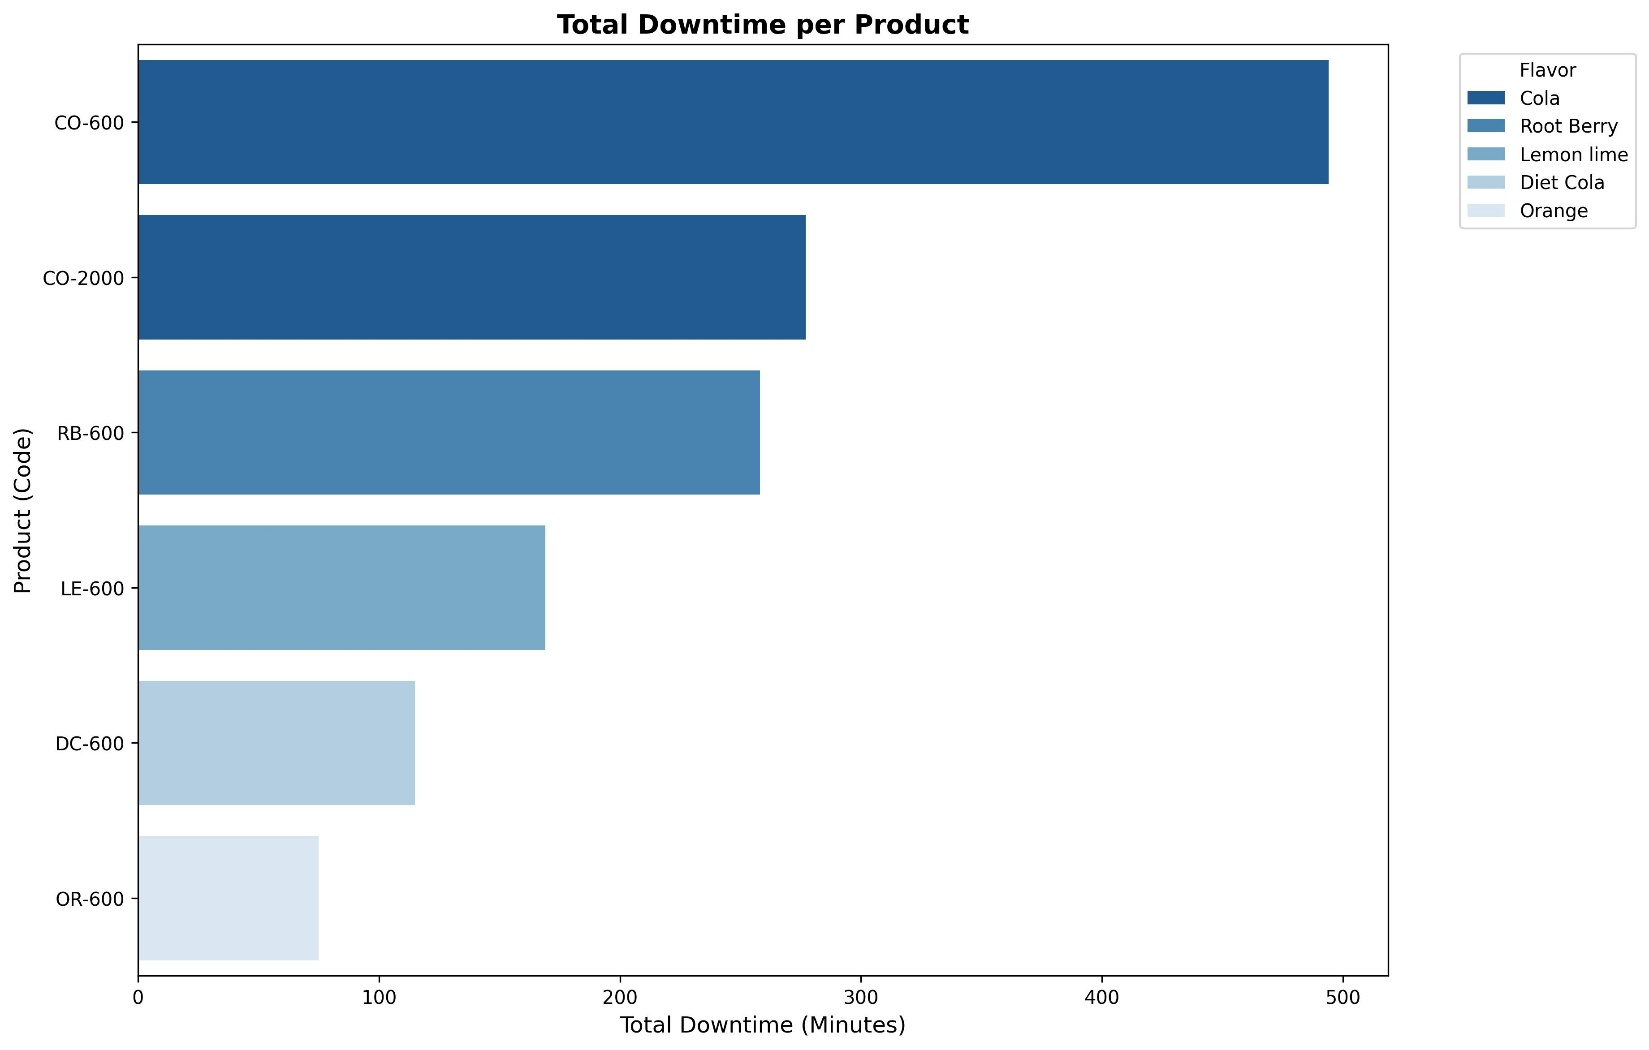 Total Downtime per Product
Flavor
Cola
Root Berry
Lemon lime
Diet Cola
Orange
Product (Code)
CO-600
CO-2000
RB-600
LE-600
DC-600
OR-600
0 100 200 300 400 500
Total Downtime (Minutes)